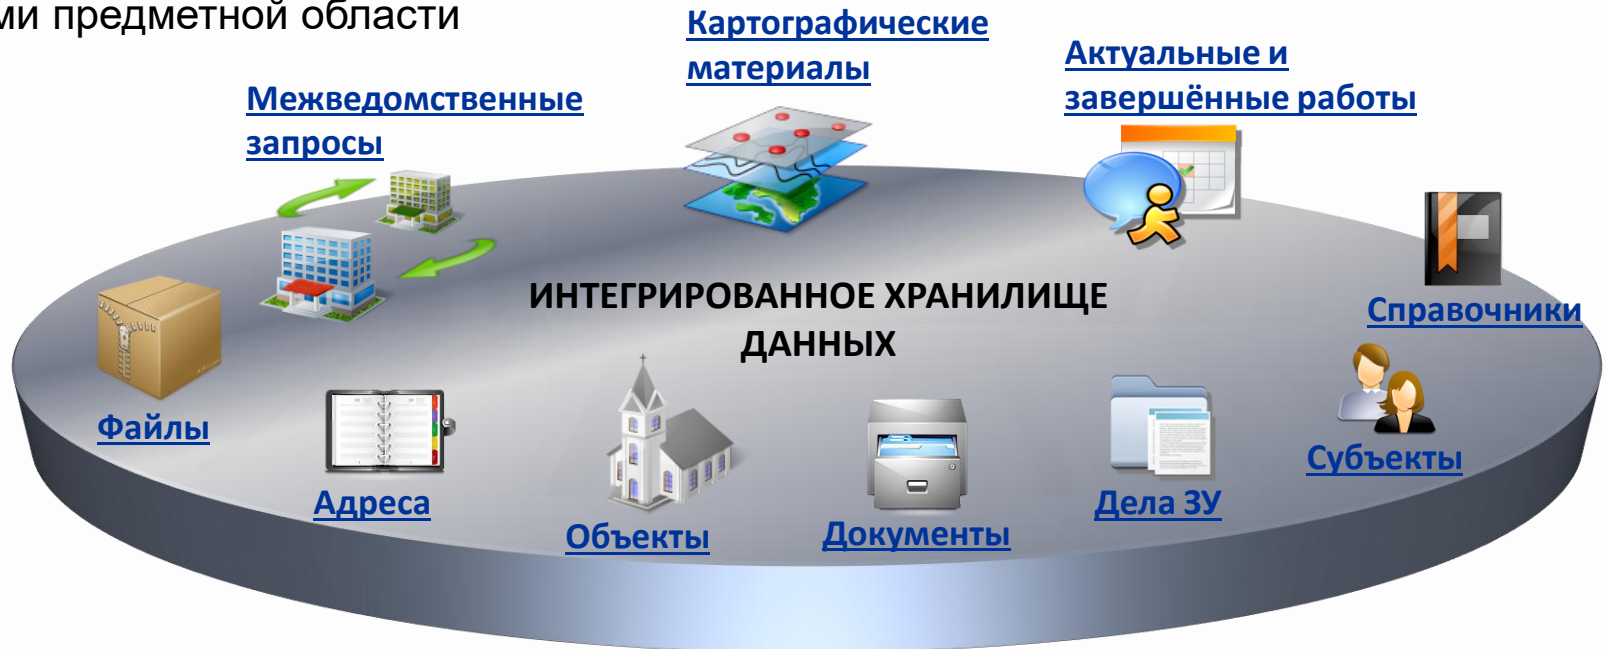 ми предметной области
Картографические
материалы
Актуальные и
завершённые работы
Межведомственные
запросы
ИНТЕГРИРОВАННОЕ ХРАНИЛИЩЕ
ДАННЫХ
Справочники
Файлы
Субъекты
Адреса
Дела ЗУ
Объекты
Документы